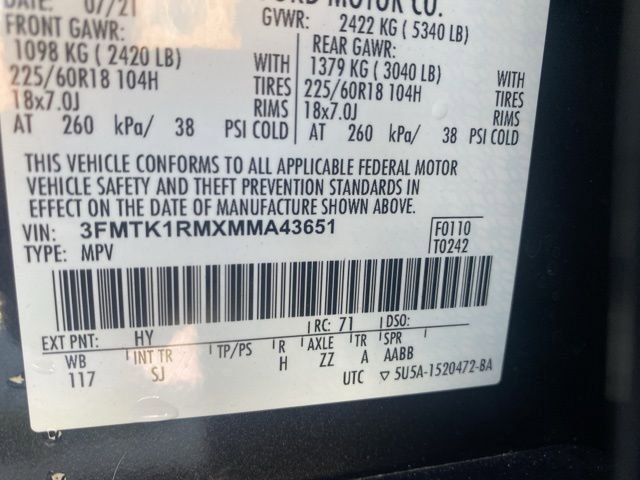 DATE: 07/21
FORD MOTOR CO.
FRONT GAWR:
1098 KG ( 2420 LB)
WITH
225/60R18 104H
TIRES
18x7.0J
RIMS
AT 260 kPa/ 38 PSI COLD
GVWR: 2422 KG ( 5340 LB)
REAR GAWR:
1379 KG ( 3040 LB)
WITH
225/60R18 104H
TIRES
18x7.0J
RIMS
AT 260 kPa/ 38 PSI COLD
THIS VEHICLE CONFORMS TO ALL APPLICABLE FEDERAL MOTOR
VEHICLE SAFETY AND THEFT PREVENTION STANDARDS IN
EFFECT ON THE DATE OF MANUFACTURE SHOWN ABOVE.
VIN: 3FMTK1RMXMMA43651
TYPE: MPV
F0110
T0242
EXT PNT: HY RC: 71 DSO:
WB INT TR TP/PS R AXLE TR SPR
117 SJ H ZZ A AABB
UTC 5U5A-1520472-BA